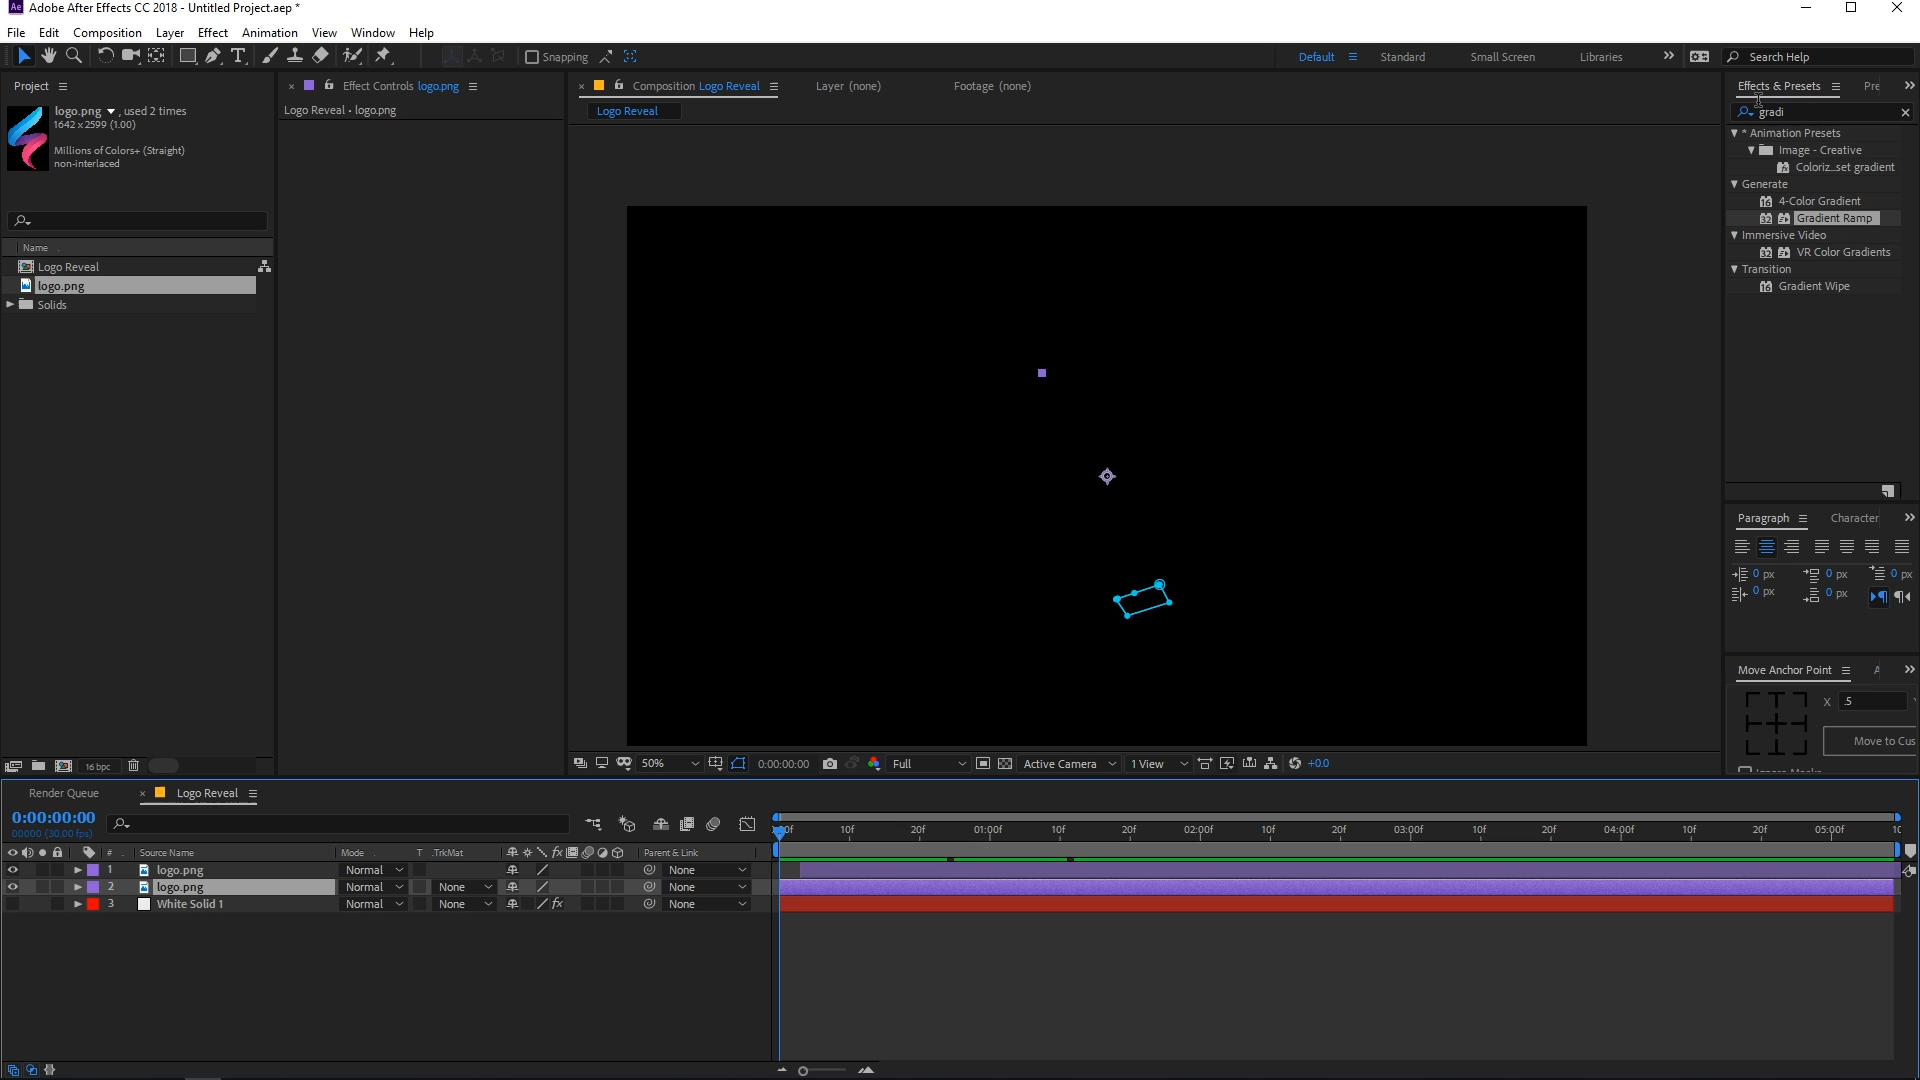 Ae Adobe After Effects CC 2018 - Untitled Project.aep *
File Edit Composition Layer Effect Animation View Window Help
Snapping Default Standard Small Screen Libraries Search Help
Project
logo.png , used 2 times
1642 x 2599 (1.00)
Millions of Colors+ (Straight)
non-interlaced
Name
Logo Reveal
logo.png
Solids
16 bpc
Effect Controls logo.png
Logo Reveal • logo.png
Composition Logo Reveal Layer (none) Footage (none)
Logo Reveal
50% 0:00:00:00 Full Active Camera 1 View +0.0
Effects & Presets Pre
gradi
* Animation Presets
Image - Creative
Coloriz...set gradient
Generate
4-Color Gradient
Gradient Ramp
Immersive Video
VR Color Gradients
Transition
Gradient Wipe
Paragraph Character
0 px 0 px 0 px
0 px 0 px
Move Anchor Point A
X .5
Move to Cus
Render Queue Logo Reveal
0:00:00:00
00000 (30.00 fps)
10f 20f 01:00f 10f 20f 02:00f 10f 20f 03:00f 10f 20f 04:00f 10f 20f 05:00f
# Source Name Mode T .TrkMat Parent & Link
1 logo.png Normal None
2 logo.png Normal None None
3 White Solid 1 Normal None None